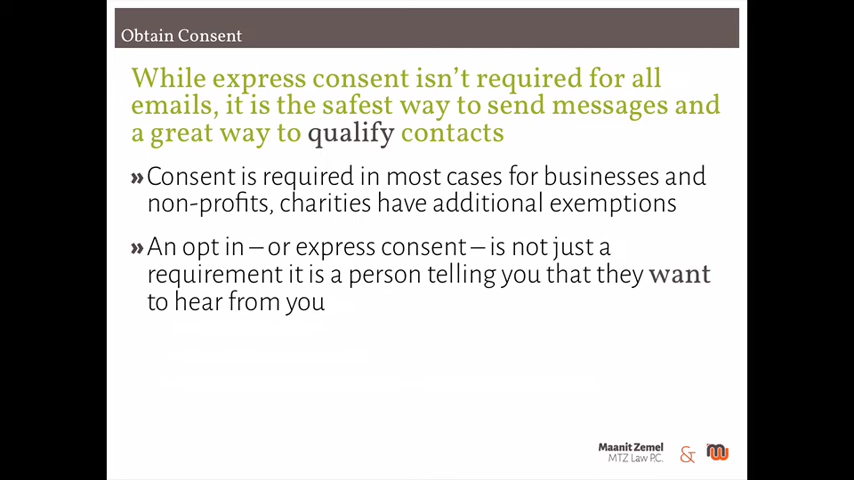 Obtain Consent
While express consent isn't required for all
emails, it is the safest way to send messages and
a great way to qualify contacts
»Consent is required in most cases for businesses and
non-profits, charities have additional exemptions
»An opt in – or express consent – is not just a
requirement it is a person telling you that they want
to hear from you
Maanit Zemel
MTZ Law P.C.
&